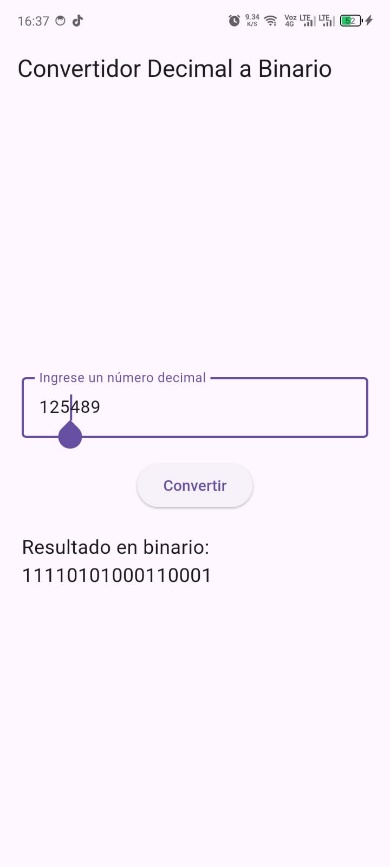 16:37 9.34 K/S Voz 4G LTE LTE 52
Convertidor Decimal a Binario
Ingrese un número decimal
125489
Convertir
Resultado en binario:
11110101000110001